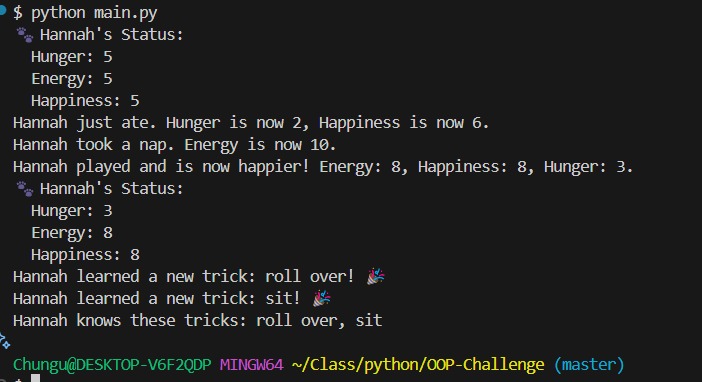 $ python main.py
🐾 Hannah's Status:
Hunger: 5
Energy: 5
Happiness: 5
Hannah just ate. Hunger is now 2, Happiness is now 6.
Hannah took a nap. Energy is now 10.
Hannah played and is now happier! Energy: 8, Happiness: 8, Hunger: 3.
🐾 Hannah's Status:
Hunger: 3
Energy: 8
Happiness: 8
Hannah learned a new trick: roll over! 🎉
Hannah learned a new trick: sit! 🎉
Hannah knows these tricks: roll over, sit
Chungu@DESKTOP-V6F2QDP MINGW64 ~/Class/python/OOP-Challenge (master)
$